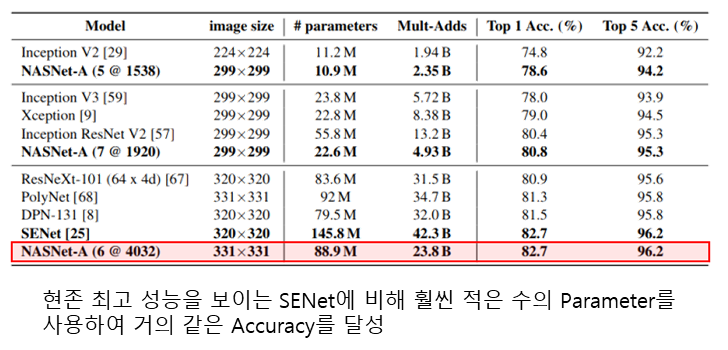 Model image size # parameters Mult-Adds Top 1 Acc. (%) Top 5 Acc. (%)
Inception V2 [29] 224×224 11.2 M 1.94 B 74.8 92.2
NASNet-A (5 @ 1538) 299×299 10.9 M 2.35 B 78.6 94.2
Inception V3 [59] 299×299 23.8 M 5.72 B 78.0 93.9
Xception [9] 299×299 22.8 M 8.38 B 79.0 94.5
Inception ResNet V2 [57] 299×299 55.8 M 13.2 B 80.4 95.3
NASNet-A (7 @ 1920) 299×299 22.6 M 4.93 B 80.8 95.3
ResNeXt-101 (64 x 4d) [67] 320×320 83.6 M 31.5 B 80.9 95.6
PolyNet [68] 331×331 92 M 34.7 B 81.3 95.8
DPN-131 [8] 320×320 79.5 M 32.0 B 81.5 95.8
SENet [25] 320×320 145.8 M 42.3 B 82.7 96.2
NASNet-A (6 @ 4032) 331×331 88.9 M 23.8 B 82.7 96.2
현존 최고 성능을 보이는 SENet에 비해 훨씬 적은 수의 Parameter를
사용하여 거의 같은 Accuracy를 달성